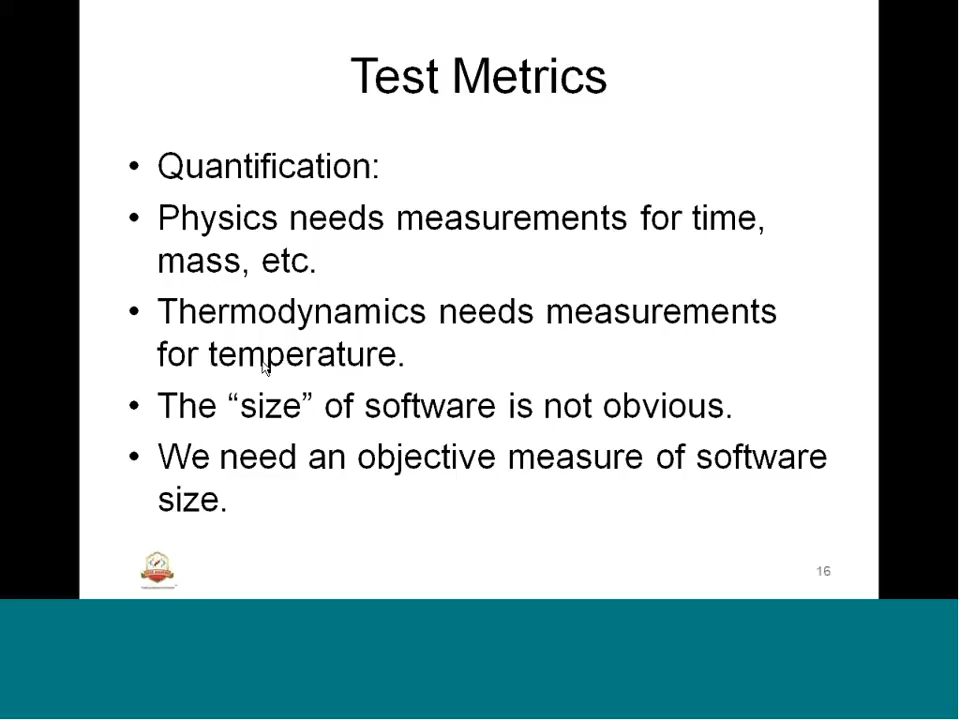 Test Metrics
• Quantification:
• Physics needs measurements for time,
mass, etc.
• Thermodynamics needs measurements
for temperature.
• The “size” of software is not obvious.
• We need an objective measure of software
size.
16